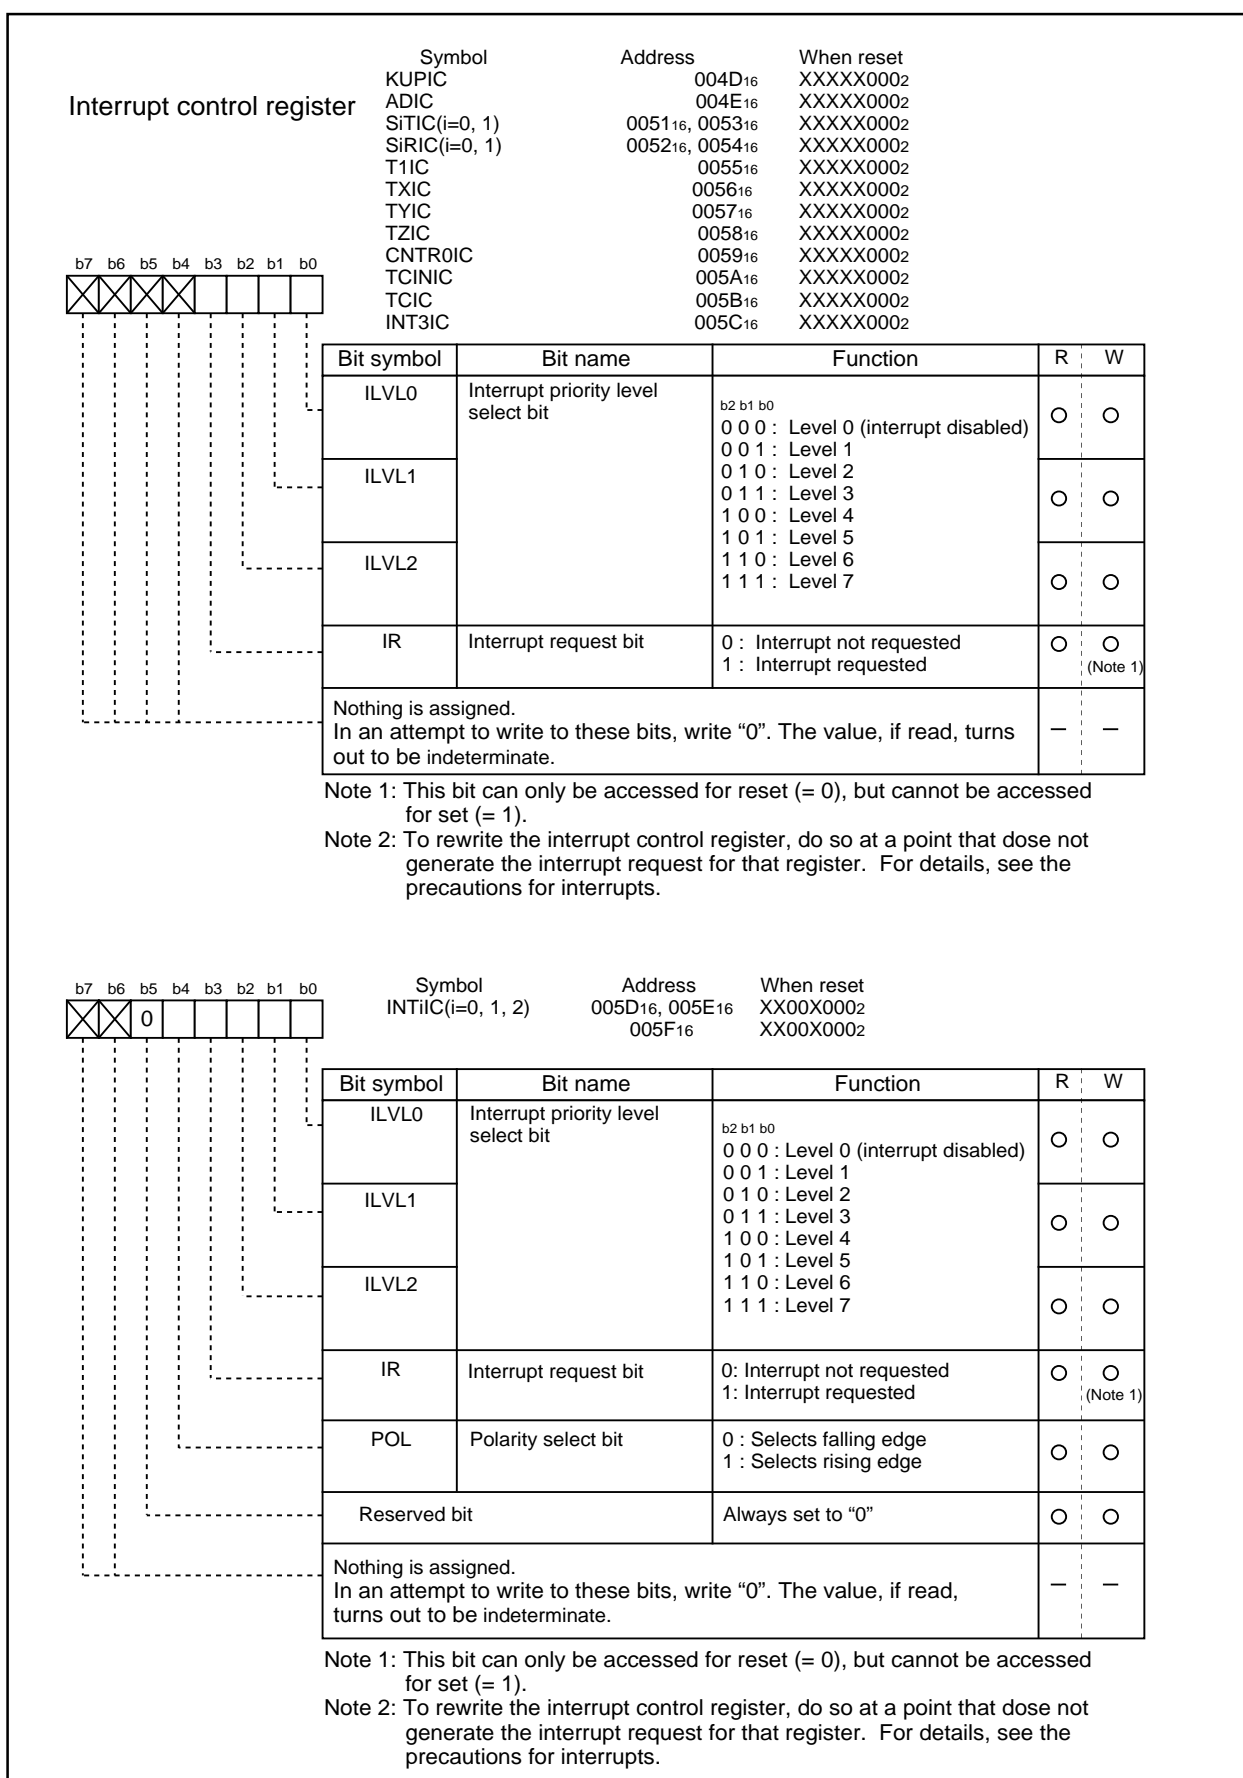 Symbol Address When reset
Interrupt control register
KUPIC 004D16 XXXXX0002
ADIC 004E16 XXXXX0002
SiTIC(i=0, 1) 005116, 005316 XXXXX0002
SiRIC(i=0, 1) 005216, 005416 XXXXX0002
T1IC 005516 XXXXX0002
TXIC 005616 XXXXX0002
TYIC 005716 XXXXX0002
TZIC 005816 XXXXX0002
CNTR0IC 005916 XXXXX0002
TCINIC 005A16 XXXXX0002
TCIC 005B16 XXXXX0002
INT3IC 005C16 XXXXX0002
b7 b6 b5 b4 b3 b2 b1 b0
Bit symbol Bit name Function R W
ILVL0 Interrupt priority level
select bit
b2 b1 b0
0 0 0 : Level 0 (interrupt disabled)
0 0 1 : Level 1
ILVL1 0 1 0 : Level 2
0 1 1 : Level 3
1 0 0 : Level 4
1 0 1 : Level 5
ILVL2 1 1 0 : Level 6
1 1 1 : Level 7
IR Interrupt request bit 0 : Interrupt not requested
1 : Interrupt requested (Note 1)
Nothing is assigned.
In an attempt to write to these bits, write “0”. The value, if read, turns
out to be indeterminate.
Note 1: This bit can only be accessed for reset (= 0), but cannot be accessed
for set (= 1).
Note 2: To rewrite the interrupt control register, do so at a point that dose not
generate the interrupt request for that register. For details, see the
precautions for interrupts.
Symbol Address When reset
INTiIC(i=0, 1, 2) 005D16, 005E16 XX00X0002
005F16 XX00X0002
b7 b6 b5 b4 b3 b2 b1 b0
0
Bit symbol Bit name Function R W
ILVL0 Interrupt priority level
select bit
b2 b1 b0
0 0 0 : Level 0 (interrupt disabled)
0 0 1 : Level 1
ILVL1 0 1 0 : Level 2
0 1 1 : Level 3
1 0 0 : Level 4
1 0 1 : Level 5
ILVL2 1 1 0 : Level 6
1 1 1 : Level 7
IR Interrupt request bit 0: Interrupt not requested
1: Interrupt requested (Note 1)
POL Polarity select bit 0 : Selects falling edge
1 : Selects rising edge
Reserved bit Always set to “0”
Nothing is assigned.
In an attempt to write to these bits, write “0”. The value, if read,
turns out to be indeterminate.
Note 1: This bit can only be accessed for reset (= 0), but cannot be accessed
for set (= 1).
Note 2: To rewrite the interrupt control register, do so at a point that dose not
generate the interrupt request for that register. For details, see the
precautions for interrupts.